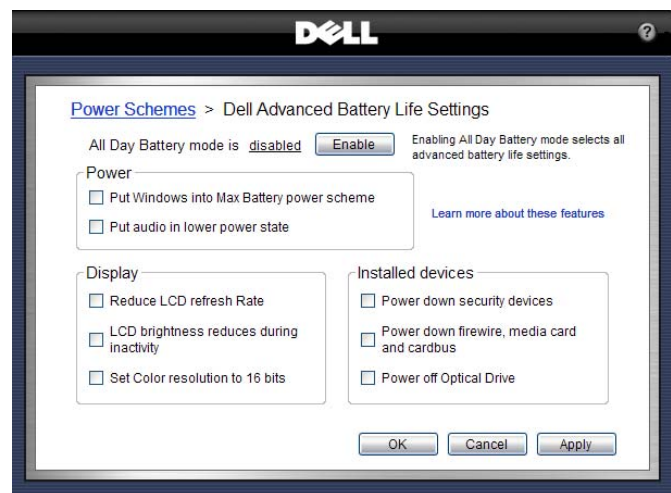 DELL
?
Power Schemes > Dell Advanced Battery Life Settings
All Day Battery mode is disabled
Enable
Enabling All Day Battery mode selects all
advanced battery life settings.
Power
Put Windows into Max Battery power scheme
Put audio in lower power state
Learn more about these features
Display
Reduce LCD refresh Rate
LCD brightness reduces during
inactivity
Set Color resolution to 16 bits
Installed devices
Power down security devices
Power down firewire, media card
and cardbus
Power off Optical Drive
OK
Cancel
Apply